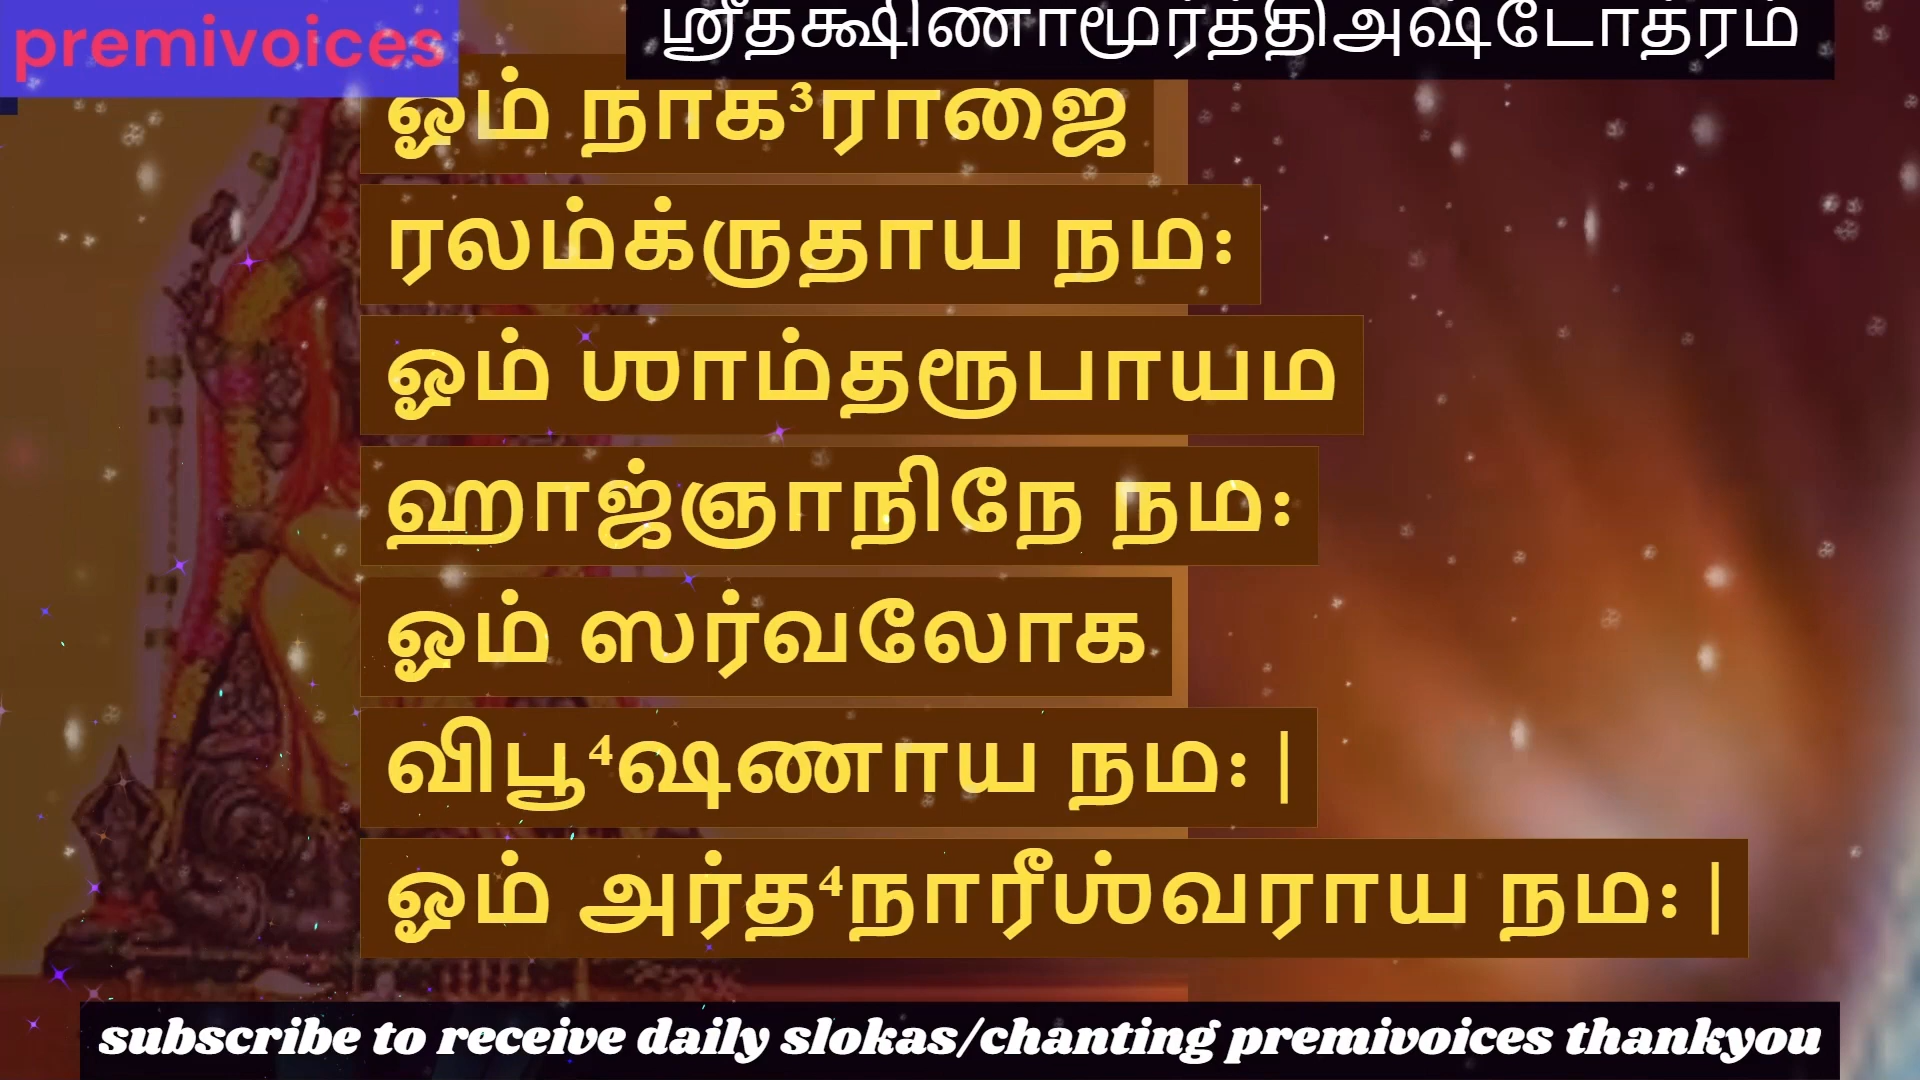 premivoices
ஶ்ரீதக்ஷிணாமூர்த்திஅஷ்டோத்ரம்
ஓம் நாக³ராஜை
ரலம்க்ருதாய நம:
ஓம் ஶாம்தரூபாயம
ஹாஜ்ஞாநிநே நம:
ஓம் ஸர்வலோக
விபூ⁴ஷணாய நம: |
ஓம் அர்த⁴நாரீஶ்வராய நம: |
subscribe to receive daily slokas/chanting premivoices thankyou